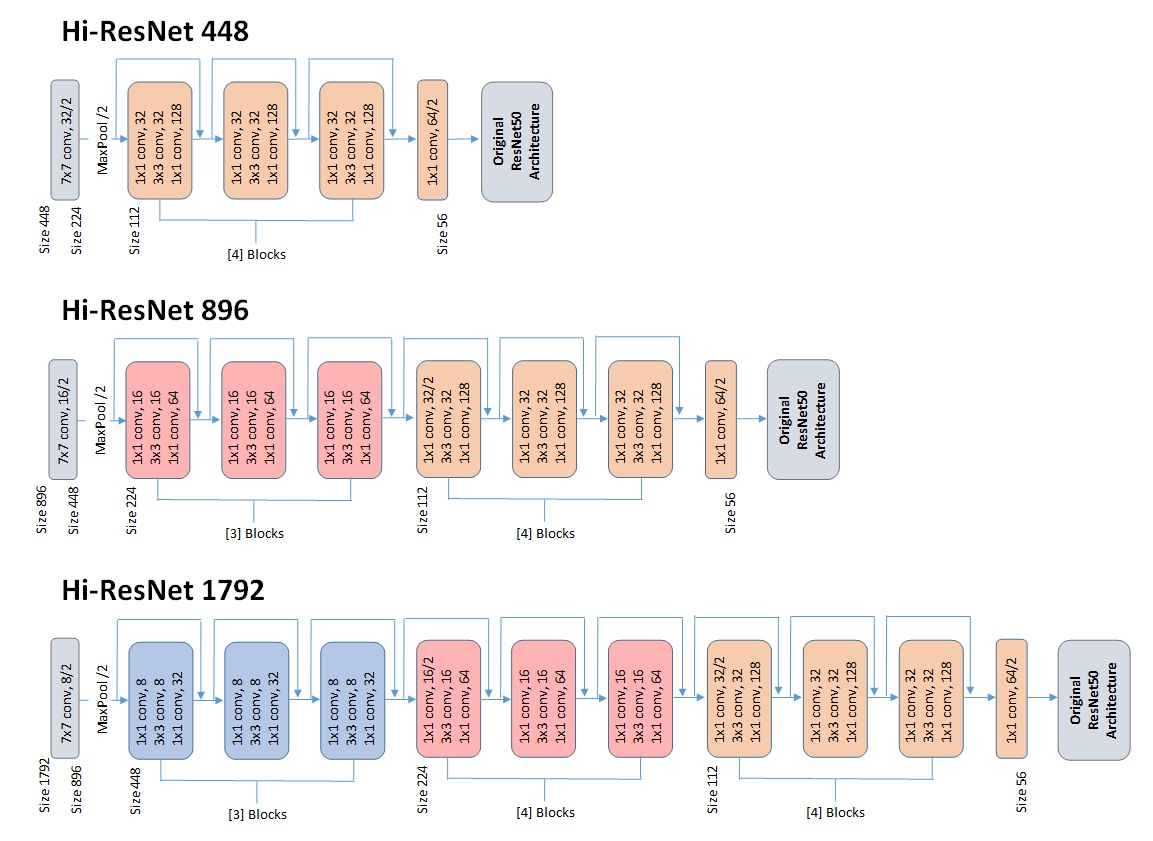 Hi-ResNet 448
7x7 conv, 32/2
MaxPool /2
1x1 conv, 32
3x3 conv, 32
1x1 conv, 128
1x1 conv, 32
3x3 conv, 32
1x1 conv, 128
1x1 conv, 32
3x3 conv, 32
1x1 conv, 128
1x1 conv, 64/2
Original
ResNet50
Architecture
Size 448
Size 224
Size 112
Size 56
[4] Blocks
Hi-ResNet 896
7x7 conv, 16/2
MaxPool /2
1x1 conv, 16
3x3 conv, 16
1x1 conv, 64
1x1 conv, 16
3x3 conv, 16
1x1 conv, 64
1x1 conv, 16
3x3 conv, 16
1x1 conv, 64
1x1 conv, 32/2
3x3 conv, 32
1x1 conv, 128
1x1 conv, 32
3x3 conv, 32
1x1 conv, 128
1x1 conv, 32
3x3 conv, 32
1x1 conv, 128
1x1 conv, 64/2
Original
ResNet50
Architecture
Size 896
Size 448
Size 224
Size 112
Size 56
[3] Blocks
[4] Blocks
Hi-ResNet 1792
7x7 conv, 8/2
MaxPool /2
1x1 conv, 8
3x3 conv, 8
1x1 conv, 32
1x1 conv, 8
3x3 conv, 8
1x1 conv, 32
1x1 conv, 8
3x3 conv, 8
1x1 conv, 32
1x1 conv, 16/2
3x3 conv, 16
1x1 conv, 64
1x1 conv, 16
3x3 conv, 16
1x1 conv, 64
1x1 conv, 16
3x3 conv, 16
1x1 conv, 64
1x1 conv, 32/2
3x3 conv, 32
1x1 conv, 128
1x1 conv, 32
3x3 conv, 32
1x1 conv, 128
1x1 conv, 32
3x3 conv, 32
1x1 conv, 128
1x1 conv, 64/2
Original
ResNet50
Architecture
Size 1792
Size 896
Size 448
Size 224
Size 112
Size 56
[3] Blocks
[4] Blocks
[4] Blocks